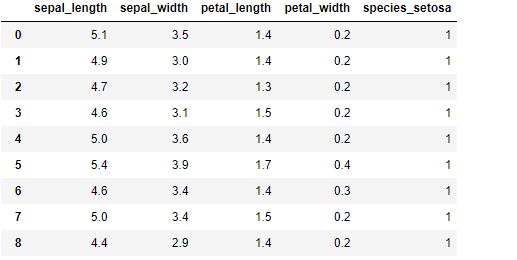 sepal_length sepal_width petal_length petal_width species_setosa
0 5.1 3.5 1.4 0.2 1
1 4.9 3.0 1.4 0.2 1
2 4.7 3.2 1.3 0.2 1
3 4.6 3.1 1.5 0.2 1
4 5.0 3.6 1.4 0.2 1
5 5.4 3.9 1.7 0.4 1
6 4.6 3.4 1.4 0.3 1
7 5.0 3.4 1.5 0.2 1
8 4.4 2.9 1.4 0.2 1